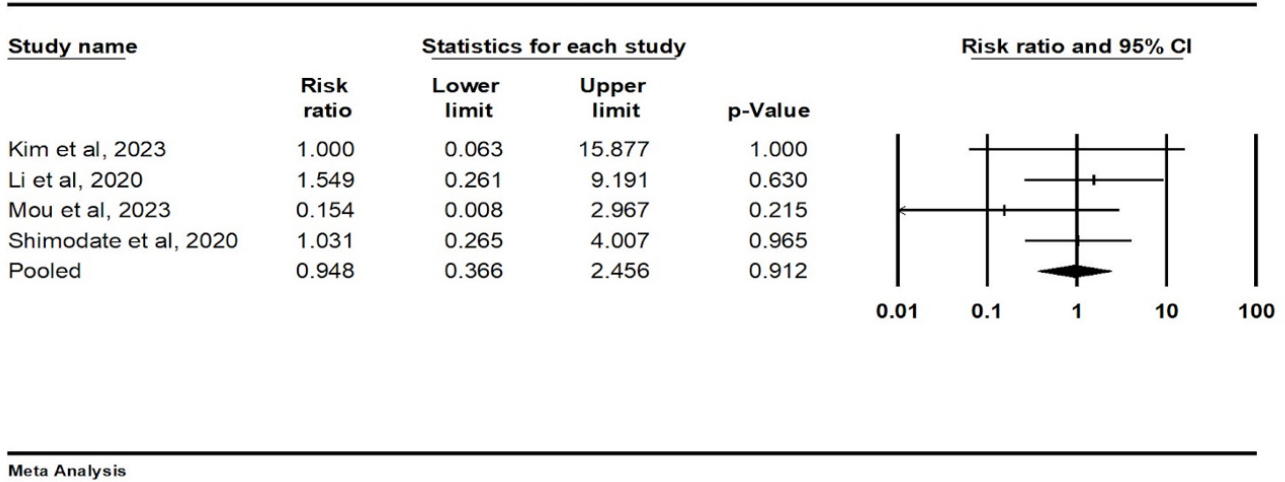 Study name Statistics for each study Risk ratio and 95% CI
Risk Lower Upper
ratio limit limit p-Value
Kim et al, 2023 1.000 0.063 15.877 1.000
Li et al, 2020 1.549 0.261 9.191 0.630
Mou et al, 2023 0.154 0.008 2.967 0.215
Shimodate et al, 2020 1.031 0.265 4.007 0.965
Pooled 0.948 0.366 2.456 0.912
0.01 0.1 1 10 100
Meta Analysis